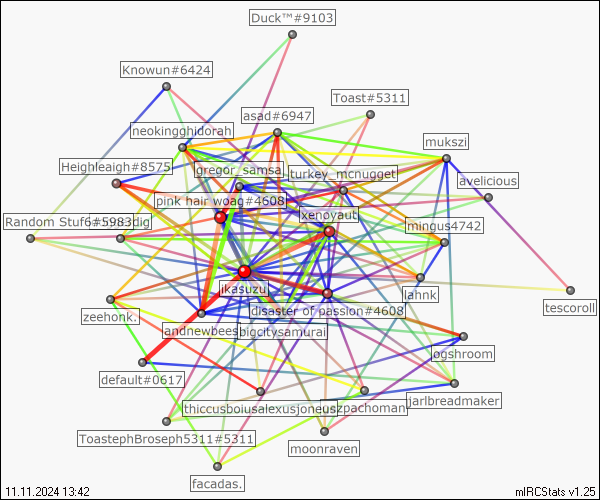 Duck™#9103
Knowun#6424
Toast#5311
asad#6947
neokingghidorah
mukszi
Heighleaigh#8575
gregor_samsa
turkey_mcnugget
avelicious
pink hair woag#4608
xenoyaut
Random Stuf
#5983
dig
mingus4742
ikasuzu
lahnk
tescoroll
disaster of passion#4608
zeehonk.
andnewbees
bigcitysamurai
ogshroom
default#0617
jarlbreadmaker
thiccusboiusalexusjoneus
szpachoman
ToastephBroseph5311#5311
moonraven
facadas.
11.11.2024 13:42
mIRCStats v1.25